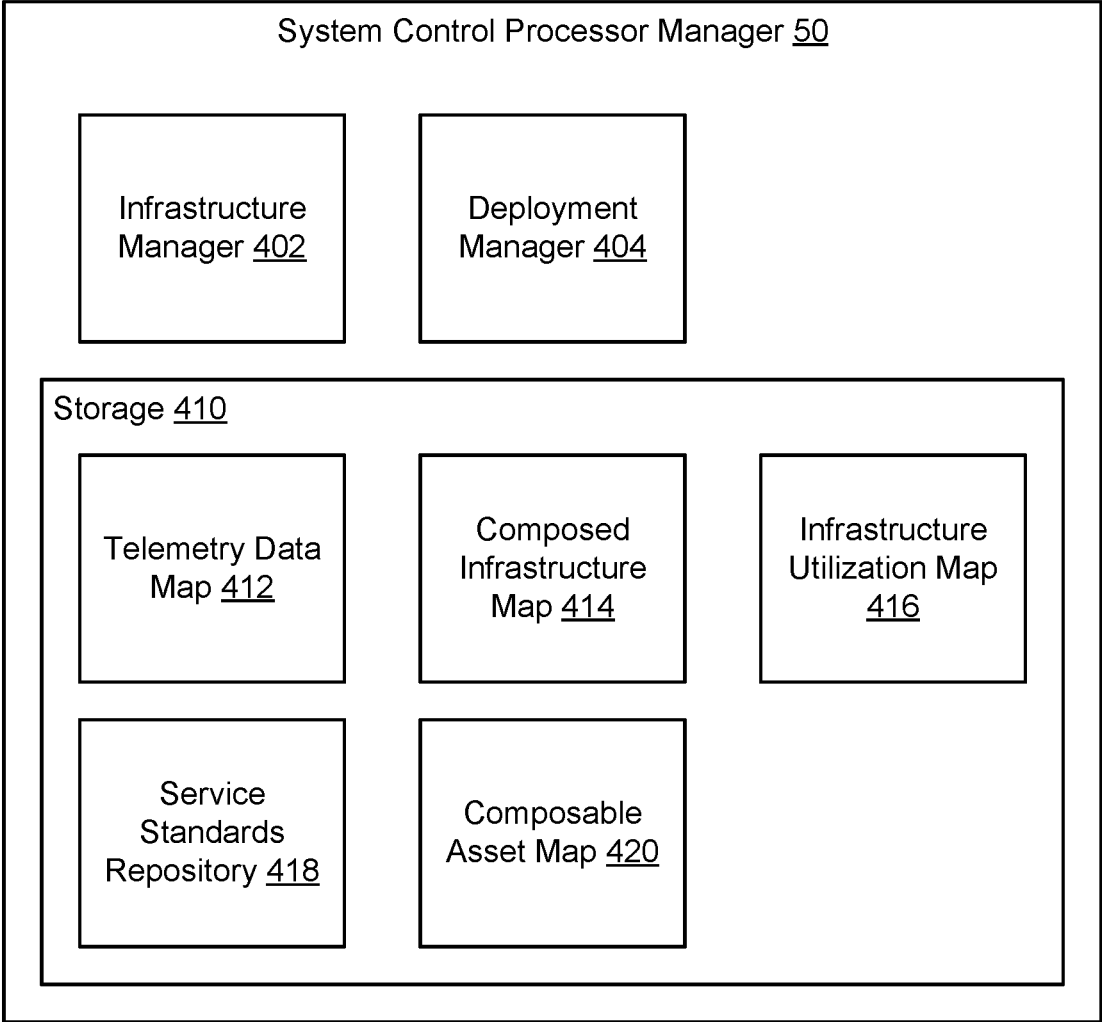 System Control Processor Manager 50
Infrastructure
Manager 402
Deployment
Manager 404
Storage 410
Telemetry Data
Map 412
Composed
Infrastructure
Map 414
Infrastructure
Utilization Map
416
Service
Standards
Repository 418
Composable
Asset Map 420